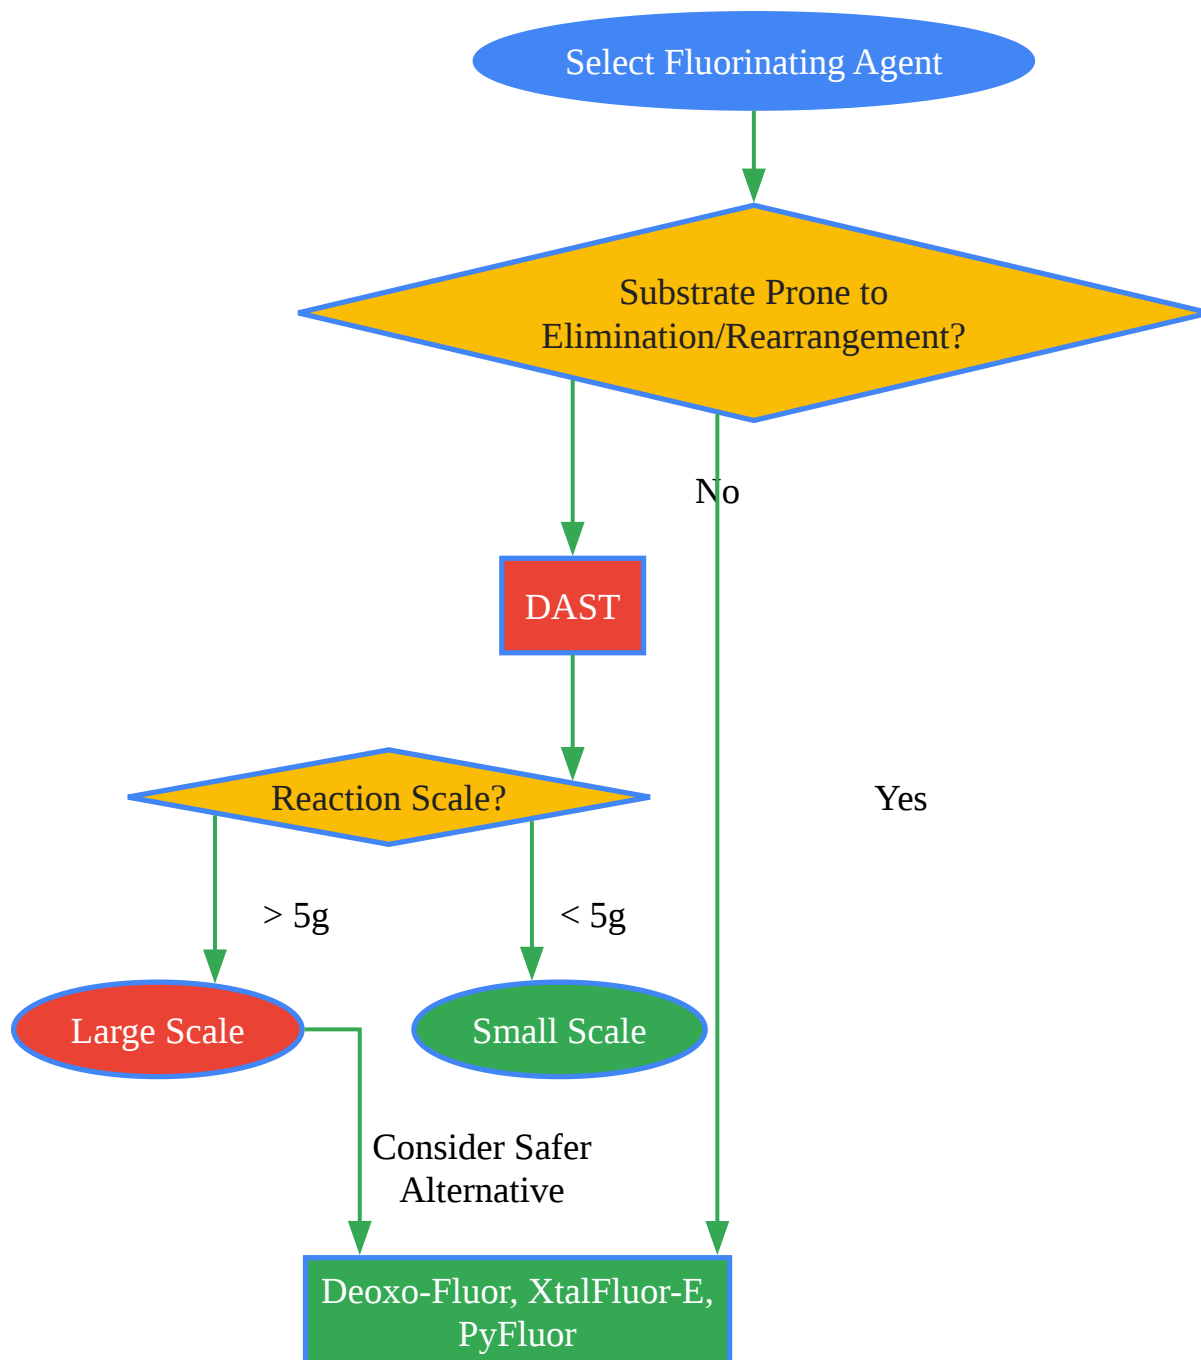 Select Fluorinating Agent
Substrate Prone to
Elimination/Rearrangement?
No
DAST
Reaction Scale?
Yes
> 5g
< 5g
Large Scale
Small Scale
Consider Safer
Alternative
Deoxo-Fluor, XtalFluor-E,
PyFluor